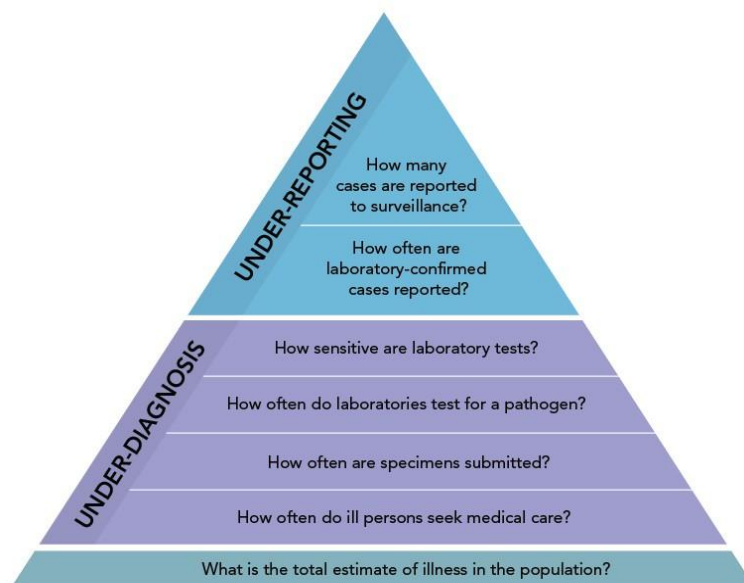 UNDER-REPORTING
How many
cases are reported
to surveillance?
How often are
laboratory-confirmed
cases reported?
UNDER-DIAGNOSIS
How sensitive are laboratory tests?
How often do laboratories test for a pathogen?
How often are specimens submitted?
How often do ill persons seek medical care?
What is the total estimate of illness in the population?